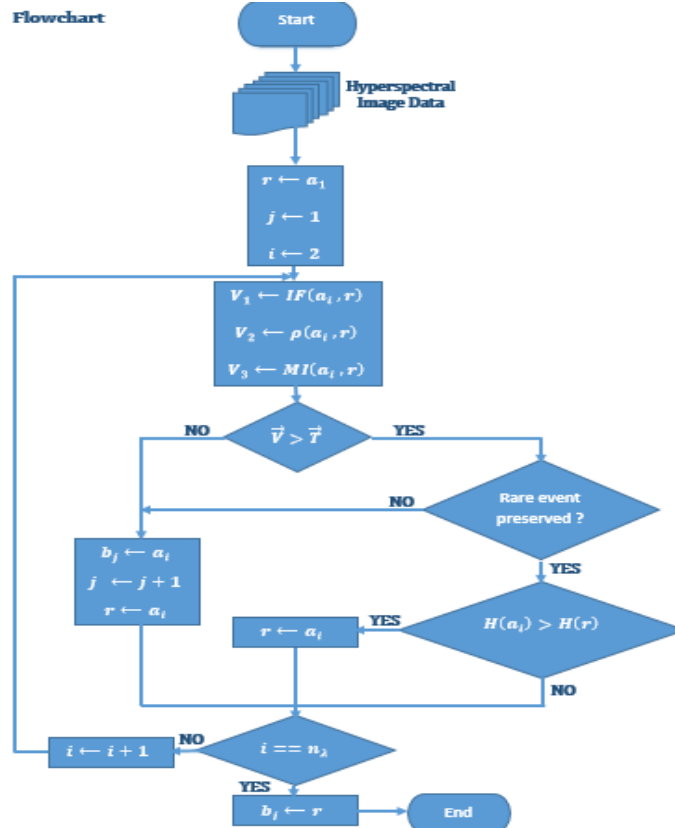 Flowchart
Start
Hyperspectral
Image Data
r ← a₁
j ← 1
i ← 2
V₁ ← IF(aᵢ, r)
V₂ ← ρ(aᵢ, r)
V₃ ← MI(aᵢ, r)
NO
V⃗ > T⃗
YES
Rare event
preserved ?
NO
YES
bⱼ ← aᵢ
j ← j + 1
r ← aᵢ
H(aᵢ) > H(r)
YES
r ← aᵢ
NO
i == n_λ
NO
i ← i + 1
YES
bⱼ ← r
End